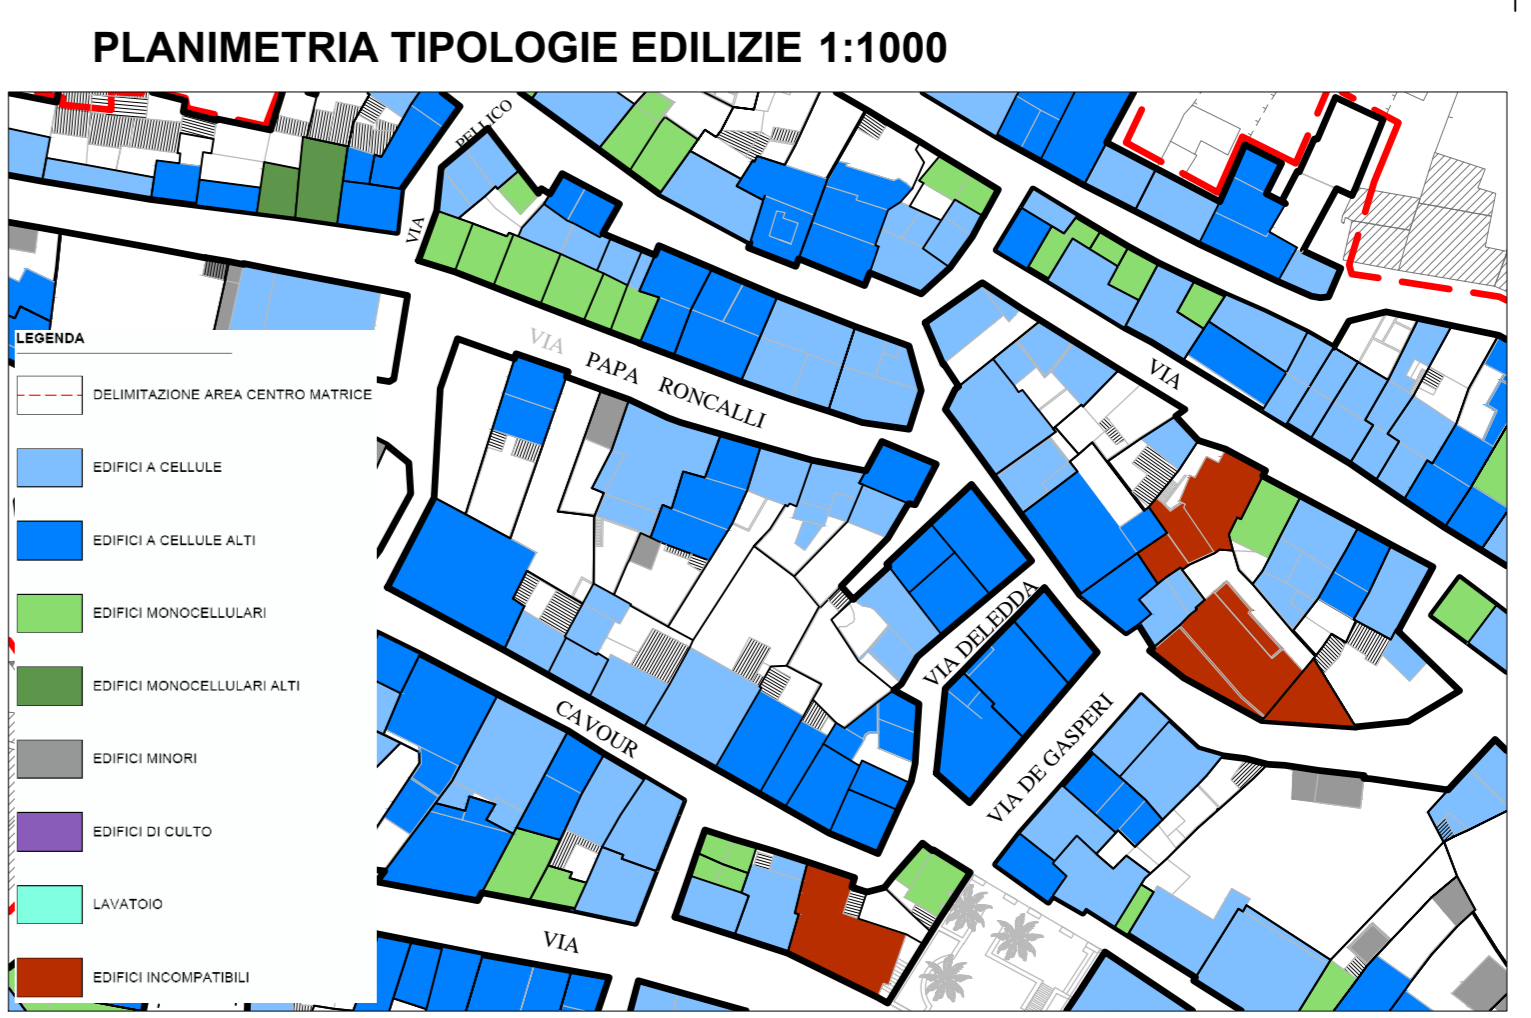 PLANIMETRIA TIPOLOGIE EDILIZIE 1:1000
PELLICO
VIA
VIA
PAPA RONCALLI
VIA
LEGENDA
DELIMITAZIONE AREA CENTRO MATRICE
EDIFICI A CELLULE
EDIFICI A CELLULE ALTI
EDIFICI MONOCELLULARI
EDIFICI MONOCELLULARI ALTI
EDIFICI MINORI
EDIFICI DI CULTO
LAVATOIO
EDIFICI INCOMPATIBILI
VIA DELEDDA
CAVOUR
VIA DE GASPERI
VIA